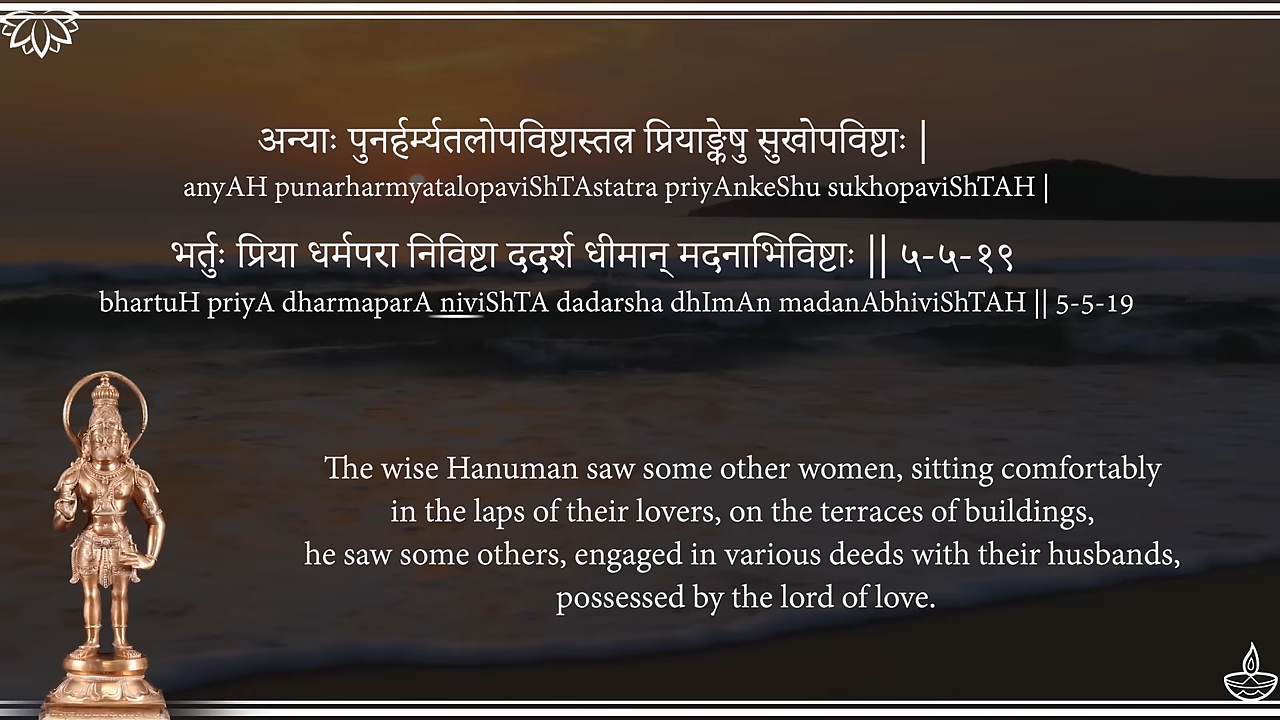 अन्याः पुनर्हर्म्यतलोपविष्टास्तत्र प्रियाङ्केषु सुखोपविष्टाः |
anyAH punarharmyatalopaviShTAstatra priyAnkeShu sukhopaviShTAH |
भर्तुः प्रिया धर्मपरा निविष्टा ददर्श धीमान् मदनाभिविष्टाः || ५-५-१९
bhartuH priyA dharmaparA niviShTA dadarsha dhImAn madanAbhiviShTAH || 5-5-19
The wise Hanuman saw some other women, sitting comfortably
in the laps of their lovers, on the terraces of buildings,
he saw some others, engaged in various deeds with their husbands,
possessed by the lord of love.